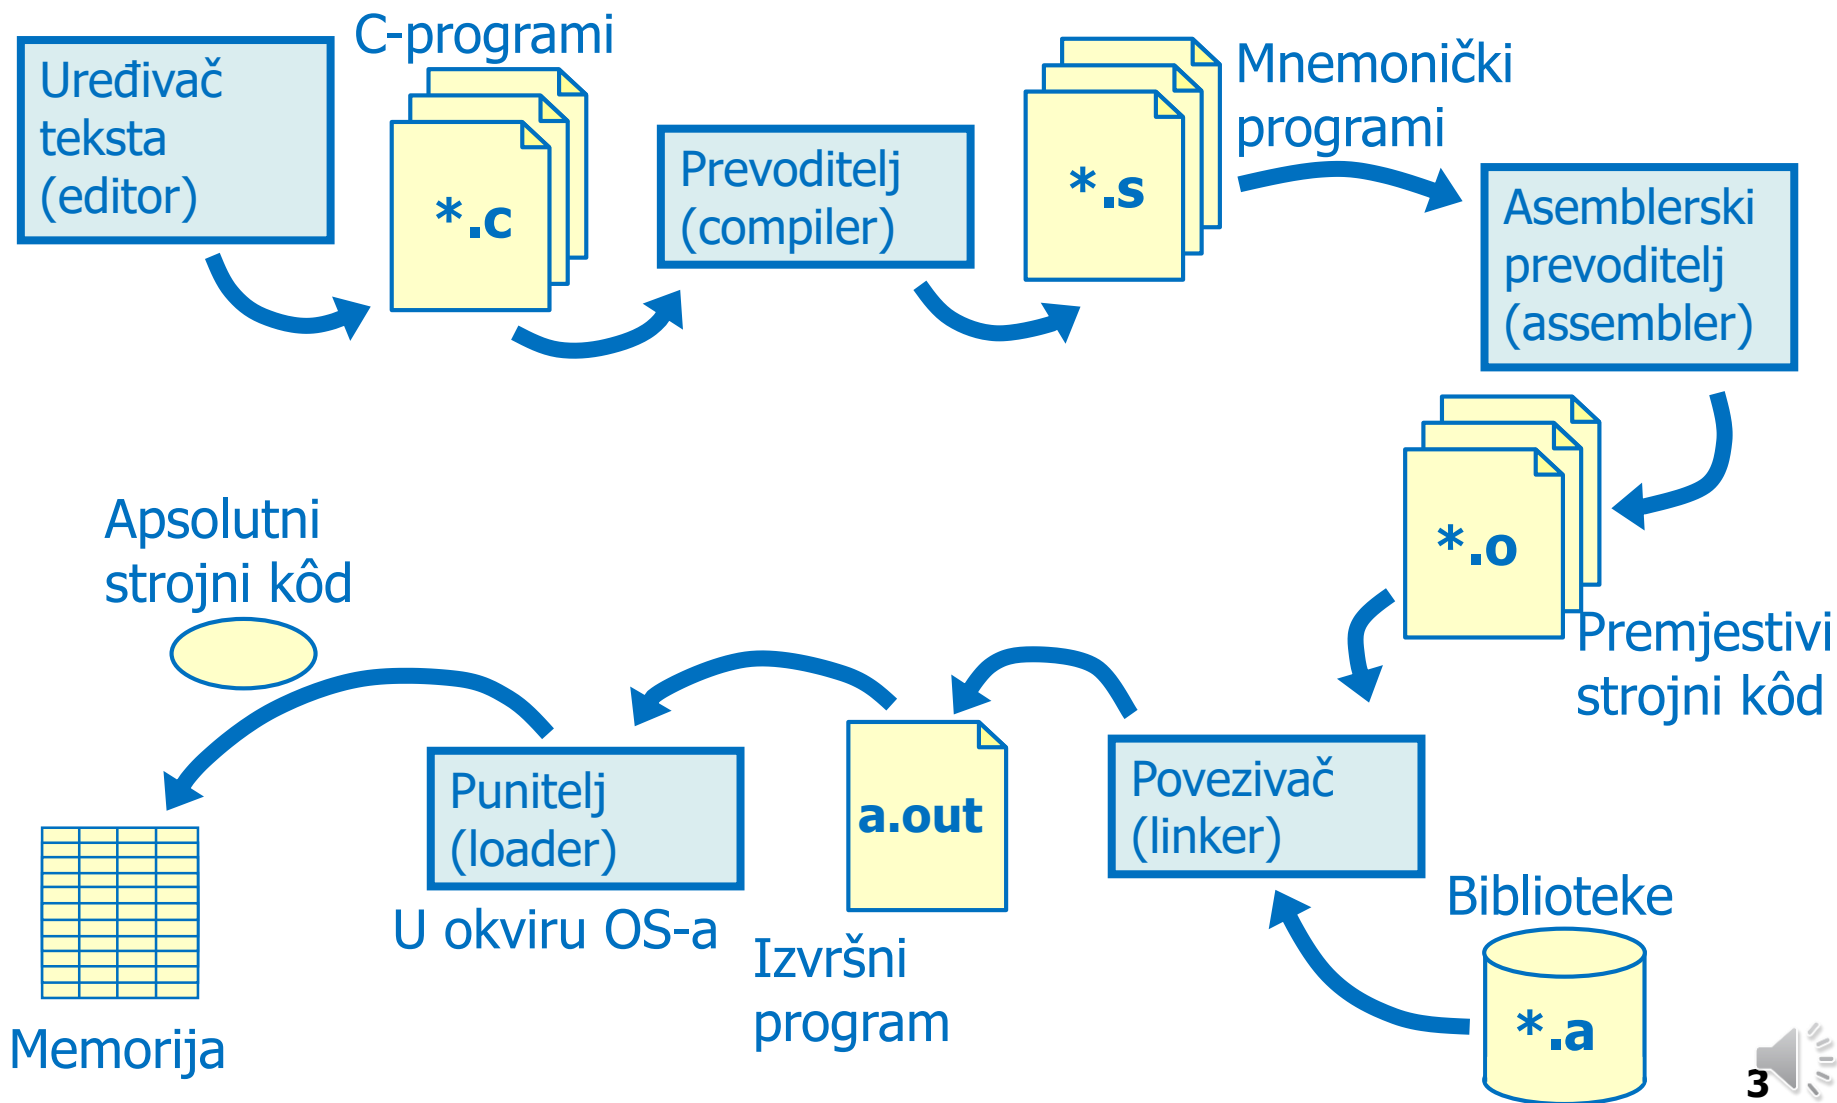 Uređivač
teksta
(editor)
C-programi
*.c
Prevoditelj
(compiler)
*.s
Mnemonički
programi
Asemblerski
prevoditelj
(assembler)
*.o
Premjestivi
strojni kôd
Povezivač
(linker)
Biblioteke
*.a
a.out
Izvršni
program
Punitelj
(loader)
U okviru OS-a
Apsolutni
strojni kôd
Memorija
3